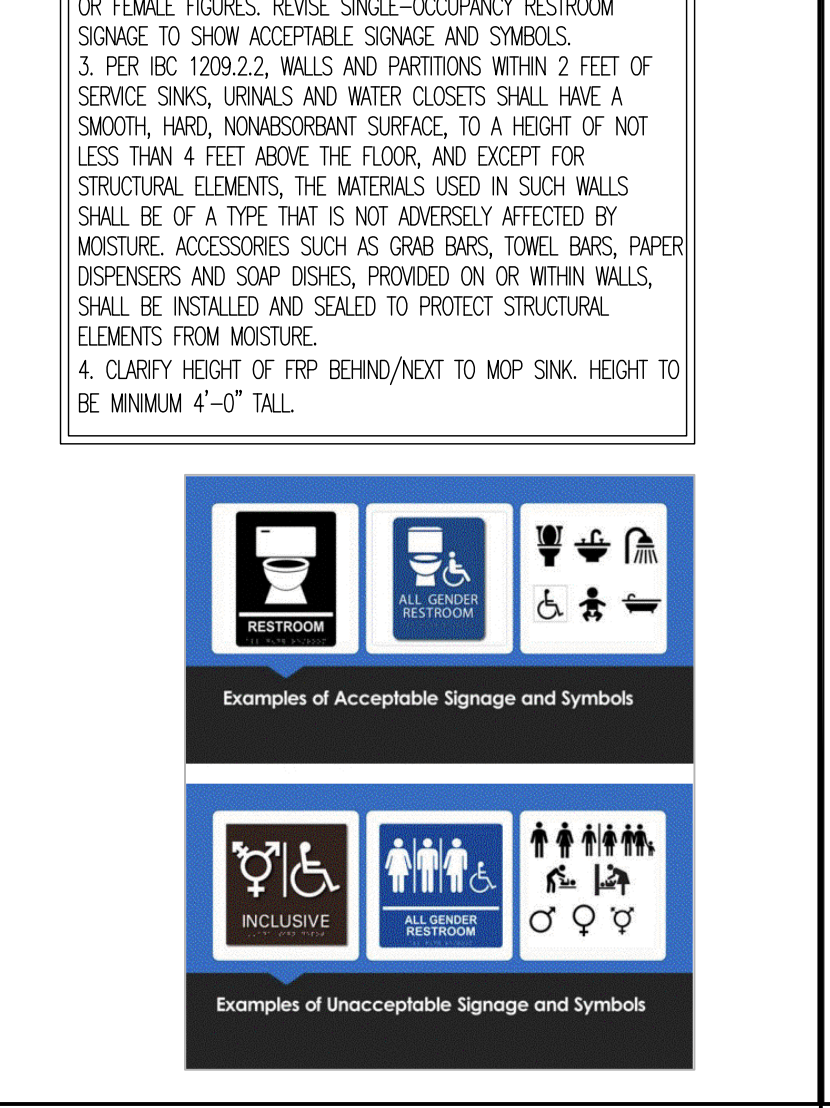 OR FEMALE FIGURES. REVISE SINGLE-OCCUPANCY RESTROOM
SIGNAGE TO SHOW ACCEPTABLE SIGNAGE AND SYMBOLS.
3. PER IBC 1209.2.2, WALLS AND PARTITIONS WITHIN 2 FEET OF
SERVICE SINKS, URINALS AND WATER CLOSETS SHALL HAVE A
SMOOTH, HARD, NONABSORBANT SURFACE, TO A HEIGHT OF NOT
LESS THAN 4 FEET ABOVE THE FLOOR, AND EXCEPT FOR
STRUCTURAL ELEMENTS, THE MATERIALS USED IN SUCH WALLS
SHALL BE OF A TYPE THAT IS NOT ADVERSELY AFFECTED BY
MOISTURE. ACCESSORIES SUCH AS GRAB BARS, TOWEL BARS, PAPER
DISPENSERS AND SOAP DISHES, PROVIDED ON OR WITHIN WALLS,
SHALL BE INSTALLED AND SEALED TO PROTECT STRUCTURAL
ELEMENTS FROM MOISTURE.
4. CLARIFY HEIGHT OF FRP BEHIND/NEXT TO MOP SINK. HEIGHT TO
BE MINIMUM 4'-0" TALL.
RESTROOM
ALL GENDER
RESTROOM
Examples of Acceptable Signage and Symbols
INCLUSIVE
ALL GENDER
RESTROOM
Examples of Unacceptable Signage and Symbols